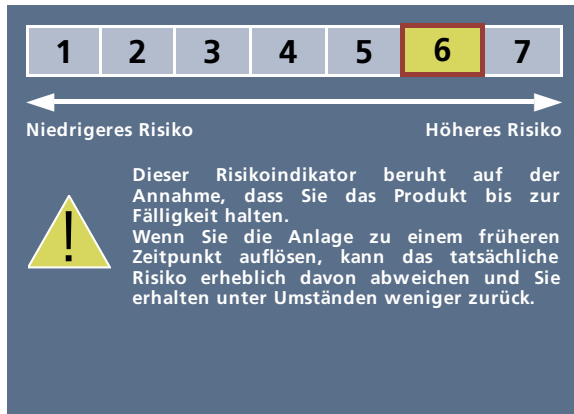 1 2 3 4 5 6 7
Niedrigeres Risiko Höheres Risiko
Dieser Risikoindikator beruht auf der
Annahme, dass Sie das Produkt bis zur
Fälligkeit halten.
Wenn Sie die Anlage zu einem früheren
Zeitpunkt auflösen, kann das tatsächliche
Risiko erheblich davon abweichen und Sie
erhalten unter Umständen weniger zurück.
!